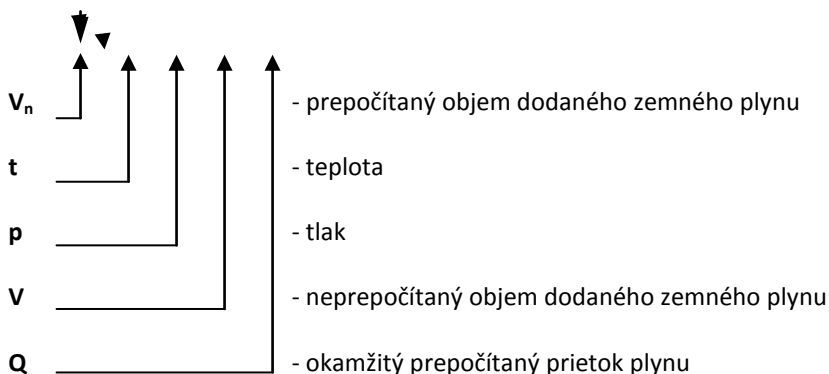 Vn - prepočítaný objem dodaného zemného plynu
t - teplota
p - tlak
V - neprepočítaný objem dodaného zemného plynu
Q - okamžitý prepočítaný prietok plynu